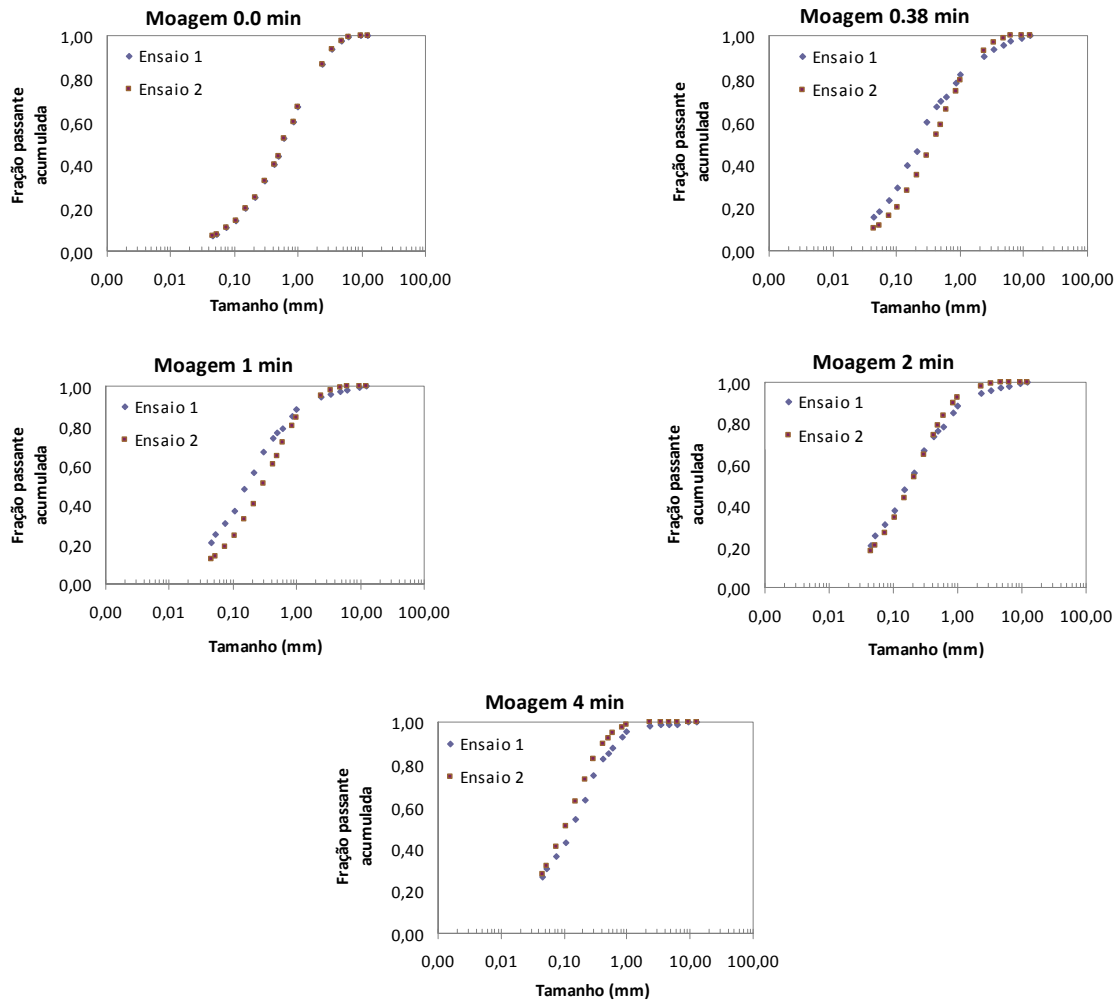 Moagem 0.0 min
1,00
0,80
0,60
0,40
0,20
0,00
Fração passante
acumulada
Ensaio 1
Ensaio 2
0,00 0,01 0,10 1,00 10,00 100,00
Tamanho (mm)
Moagem 0.38 min
1,00
0,80
0,60
0,40
0,20
0,00
Fração passante
acumulada
Ensaio 1
Ensaio 2
0,00 0,01 0,10 1,00 10,00 100,00
Tamanho (mm)
Moagem 1 min
1,00
0,80
0,60
0,40
0,20
0,00
Fração passante
acumulada
Ensaio 1
Ensaio 2
0,00 0,01 0,10 1,00 10,00 100,00
Tamanho (mm)
Moagem 2 min
1,00
0,80
0,60
0,40
0,20
0,00
Fração passante
acumulada
Ensaio 1
Ensaio 2
0,00 0,01 0,10 1,00 10,00 100,00
Tamanho (mm)
Moagem 4 min
1,00
0,80
0,60
0,40
0,20
0,00
Fração passante
acumulada
Ensaio 1
Ensaio 2
0,00 0,01 0,10 1,00 10,00 100,00
Tamanho (mm)